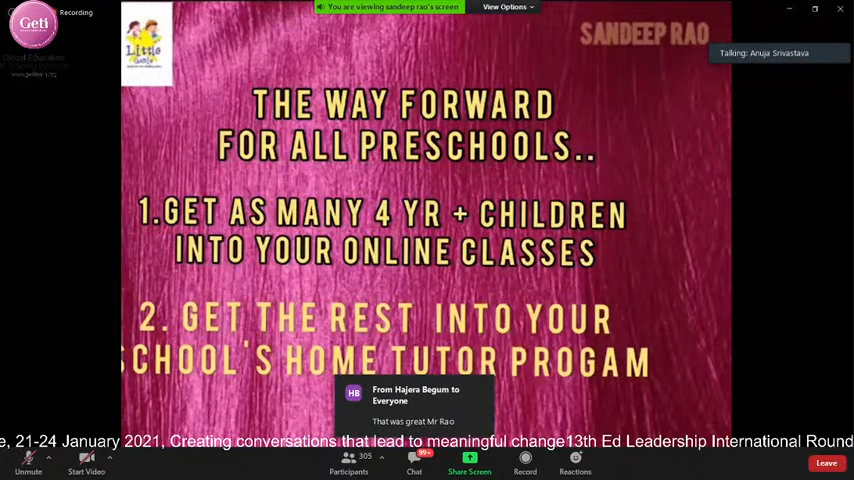 Geti
Recording
Global Education
You are viewing sandeep rao's screen
View Options
Little
SANDEEP RAO
Talking: Anuja Srivastava
THE WAY FORWARD
FOR ALL PRESCHOOLS..
1.GET AS MANY 4 YR + CHILDREN
INTO YOUR ONLINE CLASSES
2. GET THE REST INTO YOUR
SCHOOL'S HOME TUTOR PROGAM
HB
From Hajera Begum to
Everyone
That was great Mr Rao
e, 21-24 January 2021, Creating conversations that lead to meaningful change13th Ed Leadership International Round
Unmute
Start Video
Participants
305
Chat
99+
Share Screen
Record
Reactions
Leave